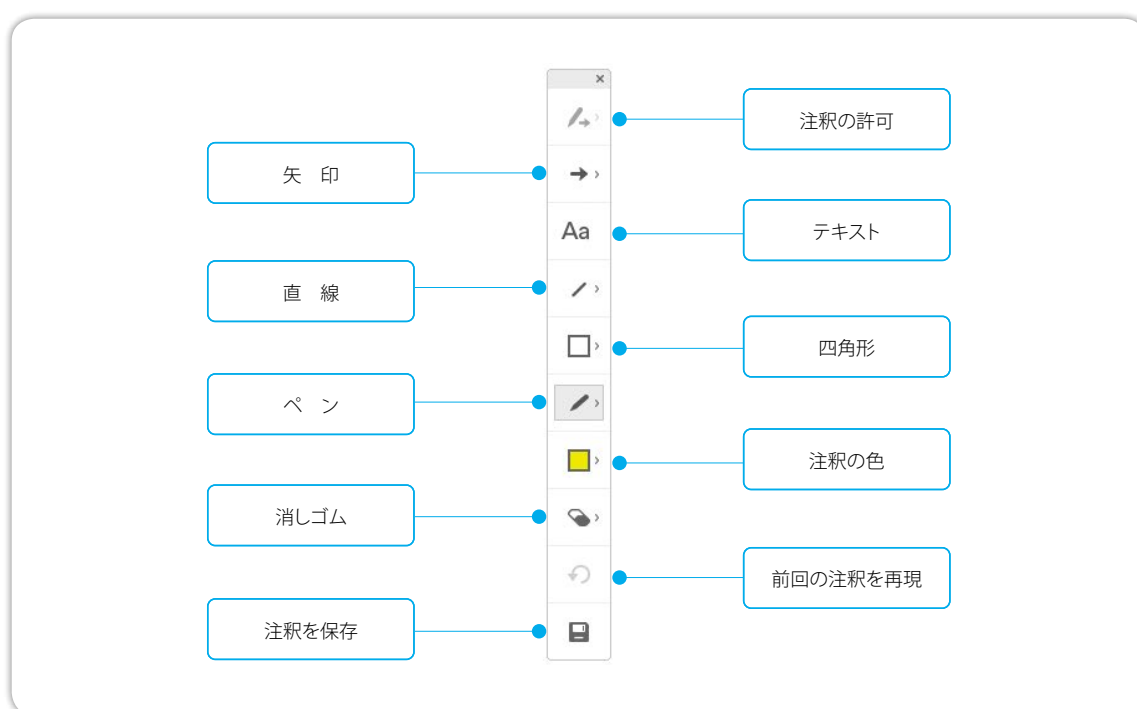 ×
注釈の許可
矢　印
Aa
テキスト
直　線
四角形
ペ　ン
注釈の色
消しゴム
前回の注釈を再現
注釈を保存